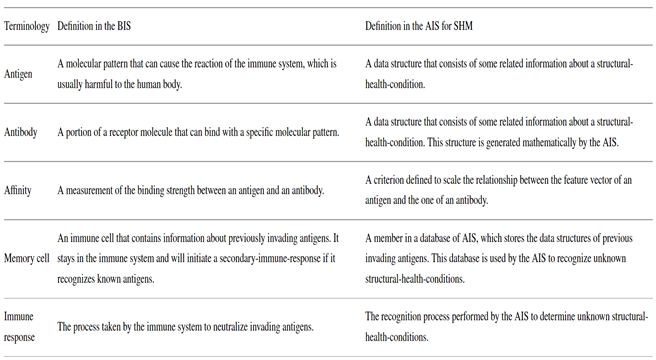 Terminology Definition in the BIS Definition in the AIS for SHM
Antigen
A molecular pattern that can cause the reaction of the immune system, which is
usually harmful to the human body.
A data structure that consists of some related information about a structural-
health-condition.
Antibody
A portion of a receptor molecule that can bind with a specific molecular pattern.
A data structure that consists of some related information about a structural-
health-condition. This structure is generated mathematically by the AIS.
Affinity
A measurement of the binding strength between an antigen and an antibody.
A criterion defined to scale the relationship between the feature vector of an
antigen and the one of an antibody.
Memory cell
An immune cell that contains information about previously invading antigens. It
stays in the immune system and will initiate a secondary-immune-response if it
recognizes known antigens.
A member in a database of AIS, which stores the data structures of previous
invading antigens. This database is used by the AIS to recognize unknown
structural-health-conditions.
Immune
response
The process taken by the immune system to neutralize invading antigens.
The recognition process performed by the AIS to determine unknown structural-
health-conditions.